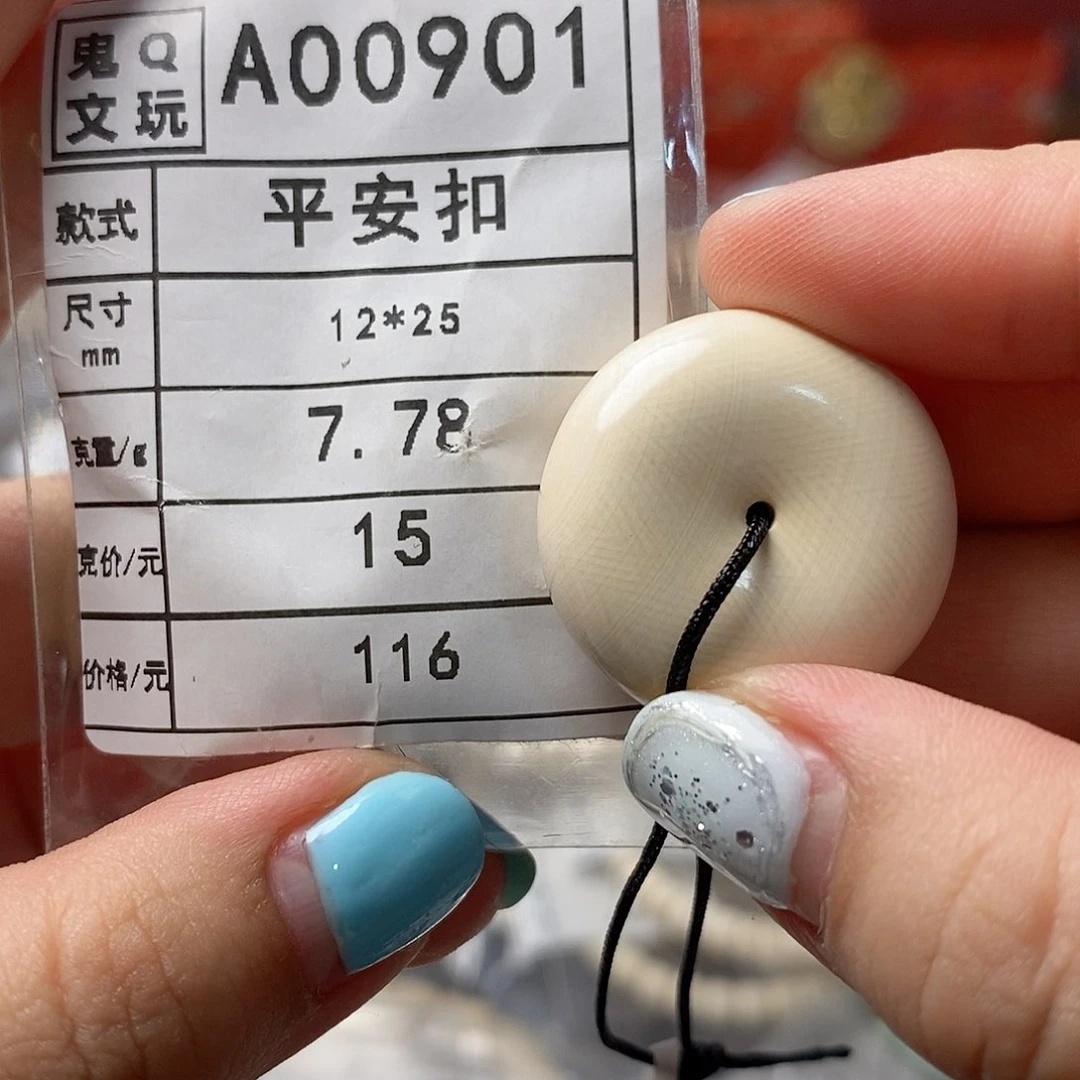 鬼Q
文玩
A00901
款式 平安扣
尺寸 mm 12*25
克重/g 7.78
克价/元 15
价格/元 116